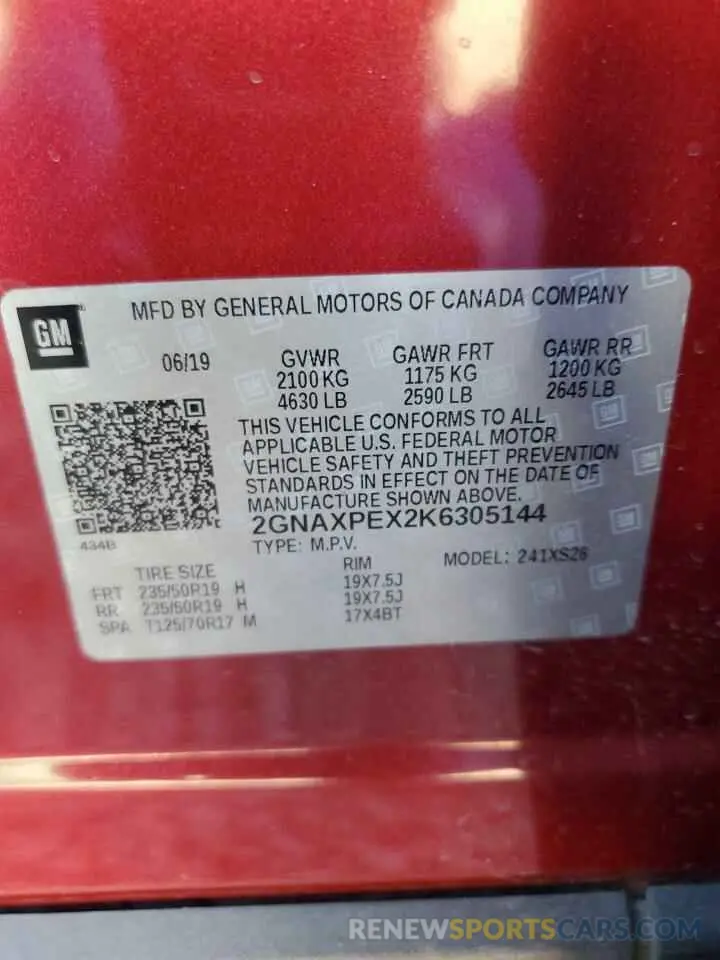 GM
MFD BY GENERAL MOTORS OF CANADA COMPANY
06/19 GVWR GAWR FRT GAWR RR
2100 KG 1175 KG 1200 KG
4630 LB 2590 LB 2645 LB
THIS VEHICLE CONFORMS TO ALL
APPLICABLE U.S. FEDERAL MOTOR
VEHICLE SAFETY AND THEFT PREVENTION
STANDARDS IN EFFECT ON THE DATE OF
MANUFACTURE SHOWN ABOVE.
2GNAXPEX2K6305144
434B
TYPE: M.P.V. MODEL: 241XS26
TIRE SIZE RIM
FRT 235/50R19 H 19X7.5J
RR 235/50R19 H 19X7.5J
SPA T125/70R17 M 17X4BT
RENEWSPORTSCARS.COM